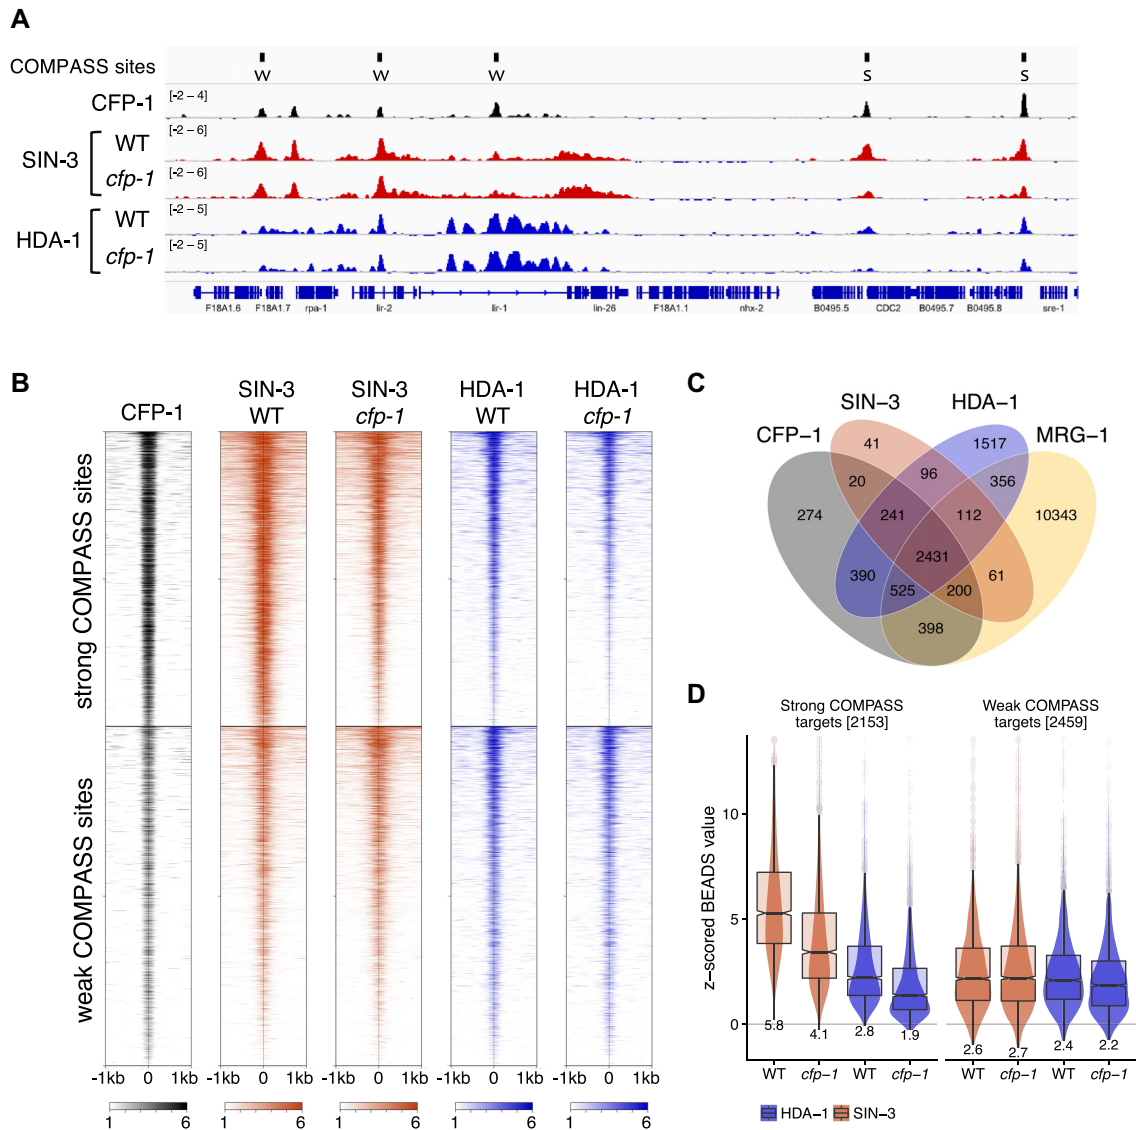 A
COMPASS sites
W W W S S
CFP-1
[-2 – 4]
SIN-3
WT
[-2 – 6]
cfp-1
[-2 – 6]
HDA-1
WT
[-2 – 5]
cfp-1
[-2 – 5]
F18A1.6 F18A1.7 rpa-1 lir-2 lir-1 lin-26 F18A1.1 nhx-2 B0495.5 CDC2 B0495.7 B0495.8 sre-1
B
CFP-1
SIN-3
WT
SIN-3
cfp-1
HDA-1
WT
HDA-1
cfp-1
strong COMPASS sites
weak COMPASS sites
-1kb 0 1kb
-1kb 0 1kb
-1kb 0 1kb
-1kb 0 1kb
-1kb 0 1kb
1 6
1 6
1 6
1 6
1 6
C
SIN–3 HDA–1
CFP–1 MRG–1
41 1517
20 96 356
274 241 112 10343
2431
390 525 200 61
398
D
Strong COMPASS
targets [2153]
Weak COMPASS
targets [2459]
z–scored BEADS value
10
5
0
5.8 4.1 2.8 1.9
2.6 2.7 2.4 2.2
WT cfp–1 WT cfp–1
WT cfp–1 WT cfp–1
HDA–1 SIN–3